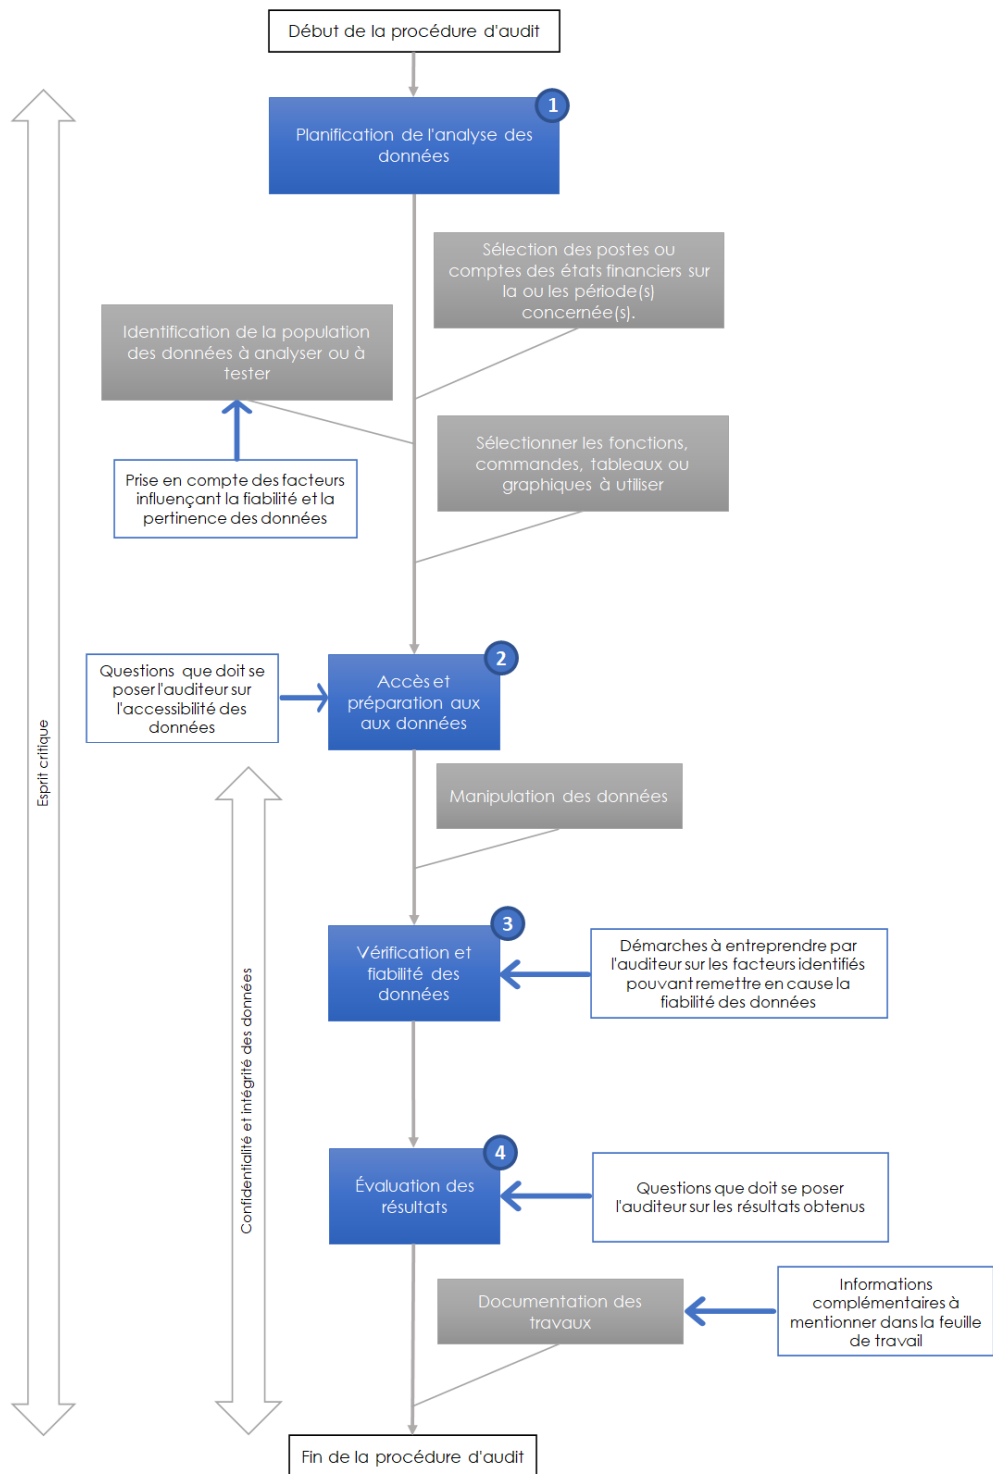 Début de la procédure d'audit
1
Planification de l'analyse des
données
Sélection des postes ou
comptes des états financiers sur
la ou les période(s)
concernée(s).
Identification de la population
des données à analyser ou à
tester
Prise en compte des facteurs
influençant la fiabilité et la
pertinence des données
Sélectionner les fonctions,
commandes, tableaux ou
graphiques à utiliser
2
Accès et
préparation aux
aux données
Questions que doit se
poser l'auditeur sur
l'accessibilité des
données
Esprit critique
Manipulation des données
3
Vérification et
fiabilité des
données
Démarches à entreprendre par
l'auditeur sur les facteurs identifiés
pouvant remettre en cause la
fiabilité des données
Confidentialité et intégrité des données
4
Évaluation des
résultats
Questions que doit se poser
l'auditeur sur les résultats obtenus
Documentation des
travaux
Informations
complémentaires à
mentionner dans la feuille
de travail
Fin de la procédure d'audit